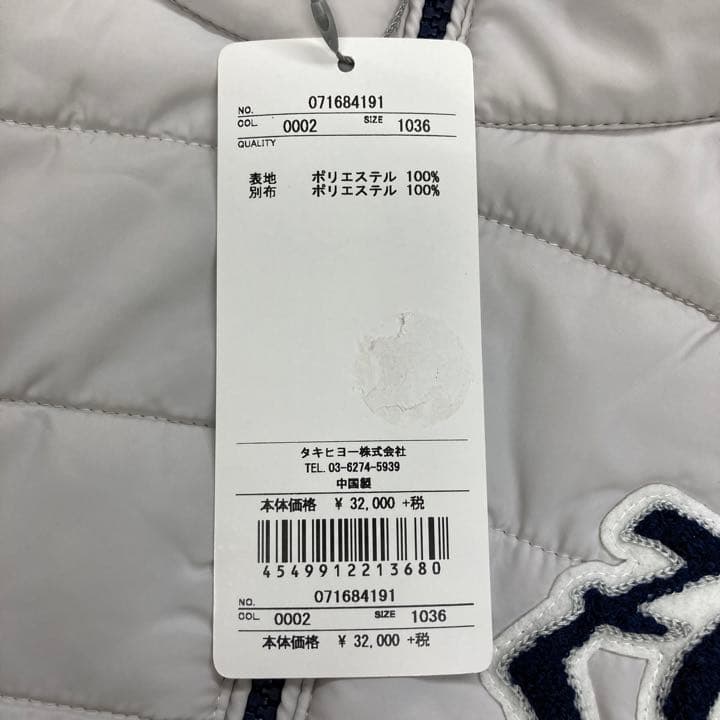 NO. 071684191
COL. 0002 SIZE 1036
QUALITY
表地 ポリエステル 100%
別布 ポリエステル 100%
タキヒヨー株式会社
TEL. 03-6274-5939
中国製
本体価格 ¥ 32,000 +税
4549912213680
NO. 071684191
COL. 0002 SIZE 1036
本体価格 ¥ 32,000 +税